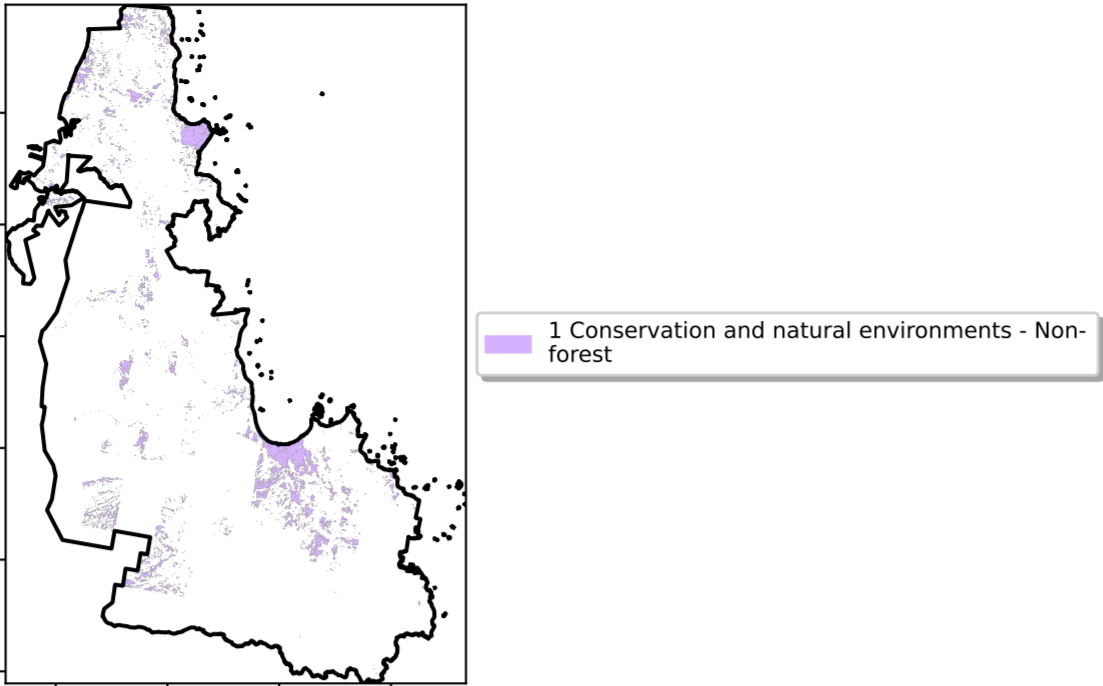 1 Conservation and natural environments - Non-
forest